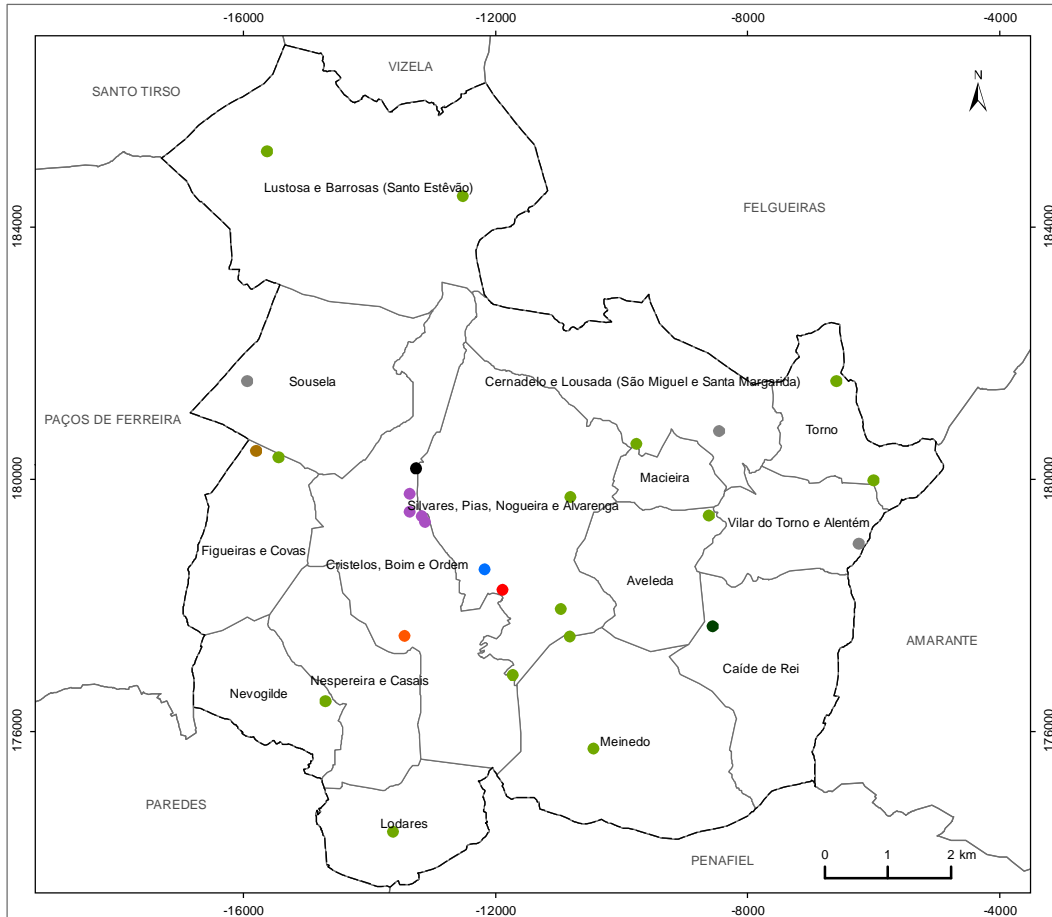 -16000
-12000
-8000
-4000
VIZELA
SANTO TIRSO
N
Lustosa e Barrosas (Santo Estêvão)
FELGUEIRAS
184000
184000
Sousela
Cernadelo e Lousada (São Miguel e Santa Margarida)
PAÇOS DE FERREIRA
Torno
180000
Macieira
180000
Silvares, Pias, Nogueira e Alvarenga
Vilar do Torno e Alentém
Figueiras e Covas
Cristelos, Boim e Ordem
Aveleda
AMARANTE
Caíde de Rei
Nespereira e Casais
Nevogilde
176000
Meinedo
176000
PAREDES
Lodares
PENAFIEL
0
1
2 km
-16000
-12000
-8000
-4000